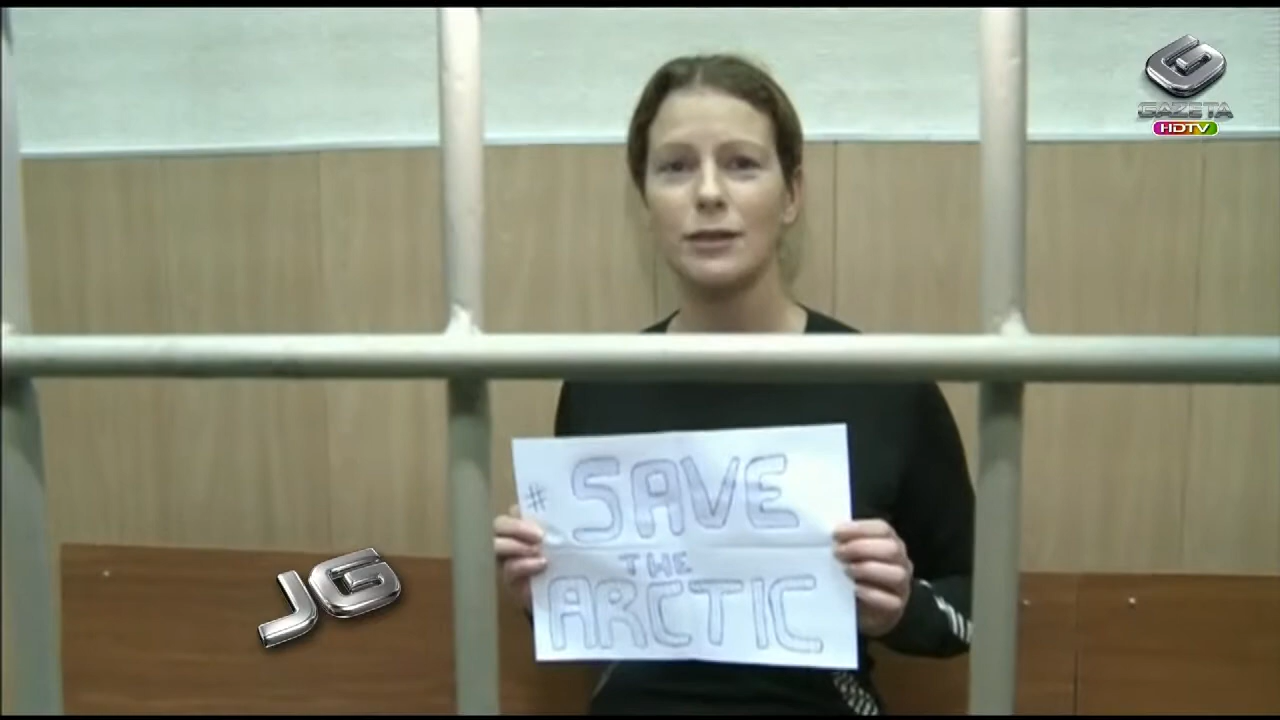 GAZETA
HDTV
# SAVE
THE
ARCTIC
JG